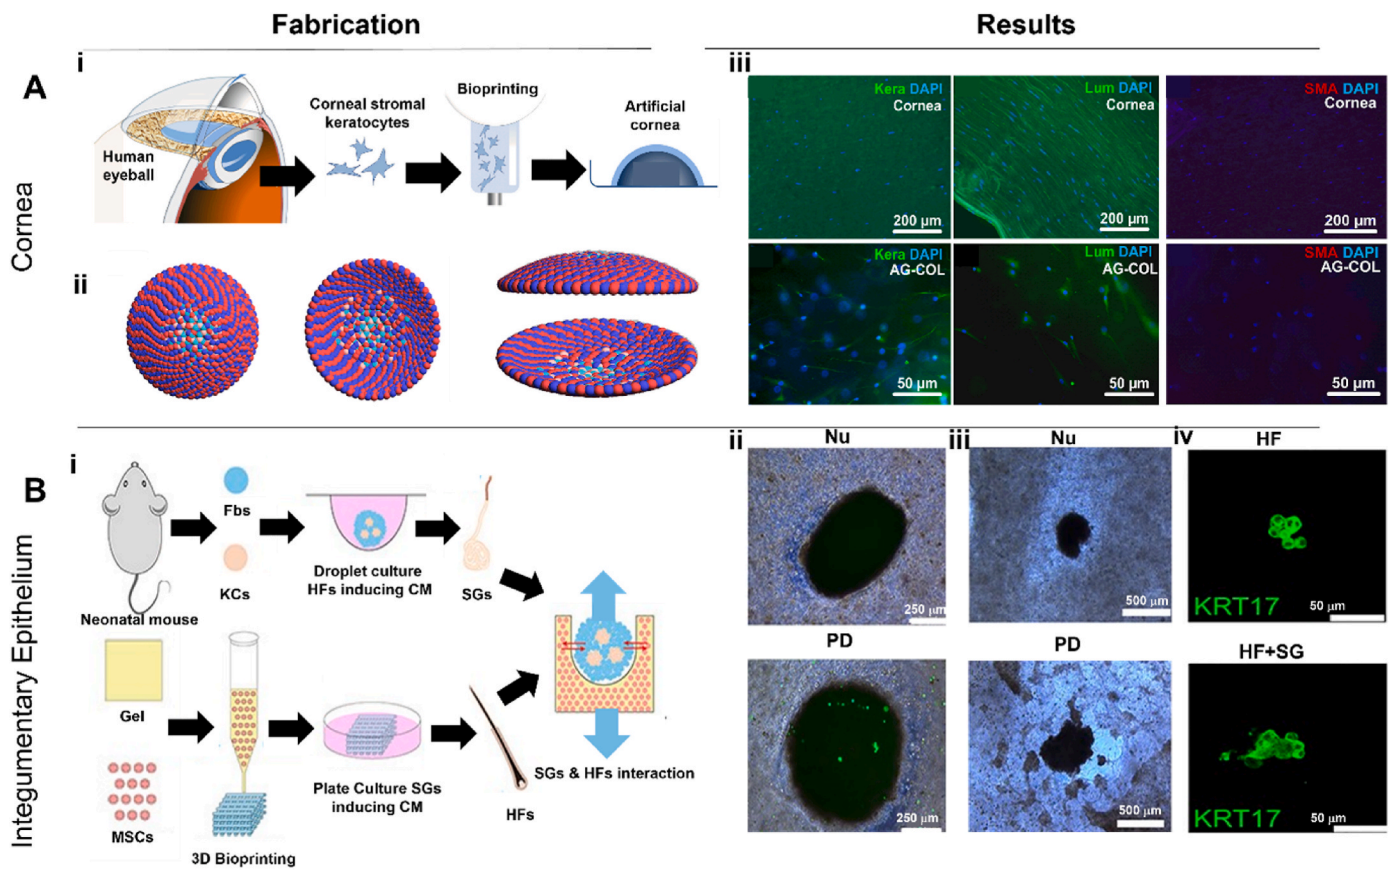 Fabrication
Results
A
Cornea
i
Human
eyeball
Corneal stromal
keratocytes
Bioprinting
Artificial
cornea
ii
iii
Kera DAPI
Cornea
200 µm
Lum DAPI
Cornea
200 µm
SMA DAPI
Cornea
200 µm
Kera DAPI
AG-COL
50 µm
Lum DAPI
AG-COL
50 µm
SMA DAPI
AG-COL
50 µm
B
Integumentary Epithelium
i
Neonatal mouse
Fbs
KCs
Droplet culture
HFs inducing CM
SGs
Gel
MSCs
3D Bioprinting
Plate Culture SGs
inducing CM
HFs
SGs & HFs interaction
ii
Nu
250 µm
PD
250 µm
iii
Nu
500 µm
PD
500 µm
iv
HF
KRT17
50 µm
HF+SG
KRT17
50 µm